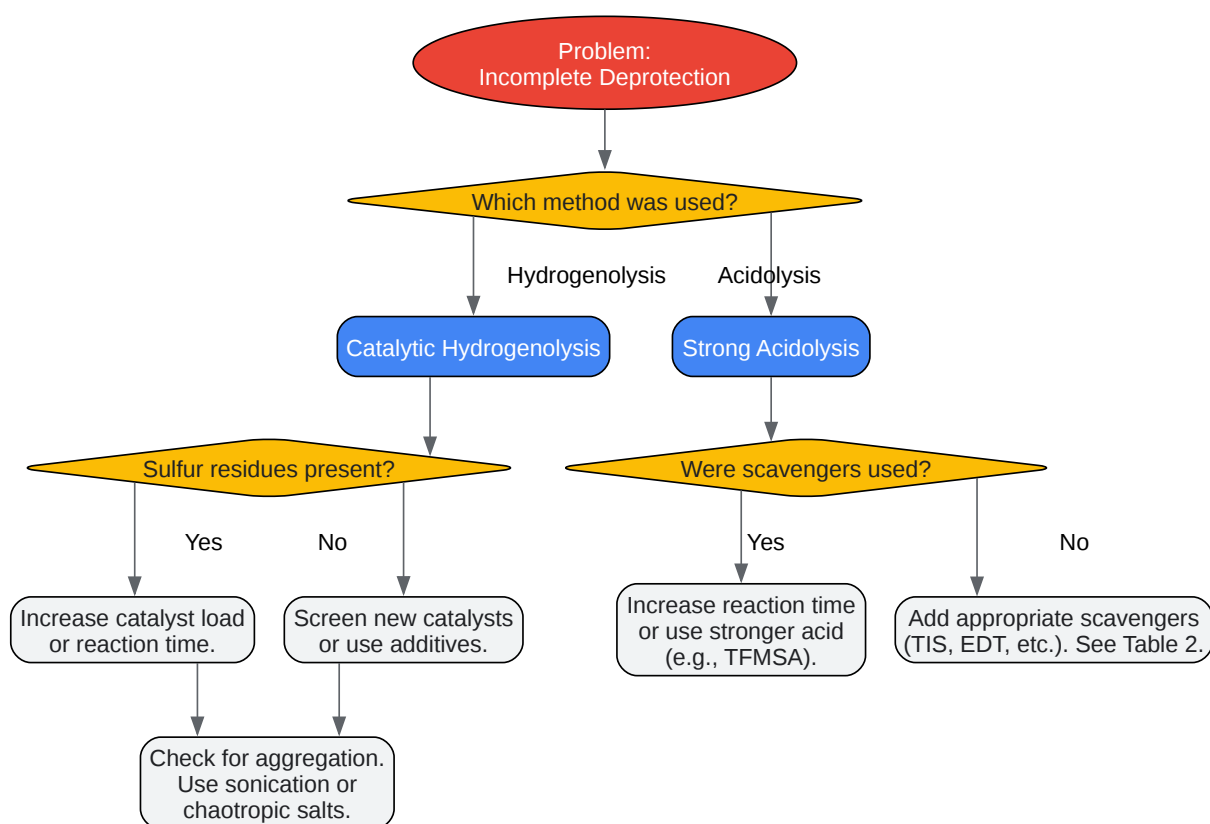 Problem:
Incomplete Deprotection
Which method was used?
Hydrogenolysis
Acidolysis
Catalytic Hydrogenolysis
Strong Acidolysis
Sulfur residues present?
Were scavengers used?
Yes
No
Yes
No
Increase catalyst load
or reaction time.
Screen new catalysts
or use additives.
Increase reaction time
or use stronger acid
(e.g., TFMSA).
Add appropriate scavengers
(TIS, EDT, etc.). See Table 2.
Check for aggregation.
Use sonication or
chaotropic salts.